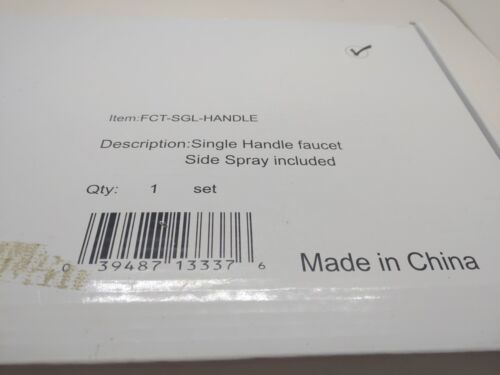 Item:FCT-SGL-HANDLE
Description:Single Handle faucet
Side Spray included
Qty: 1 set
0 39487 13337 6
Made in China